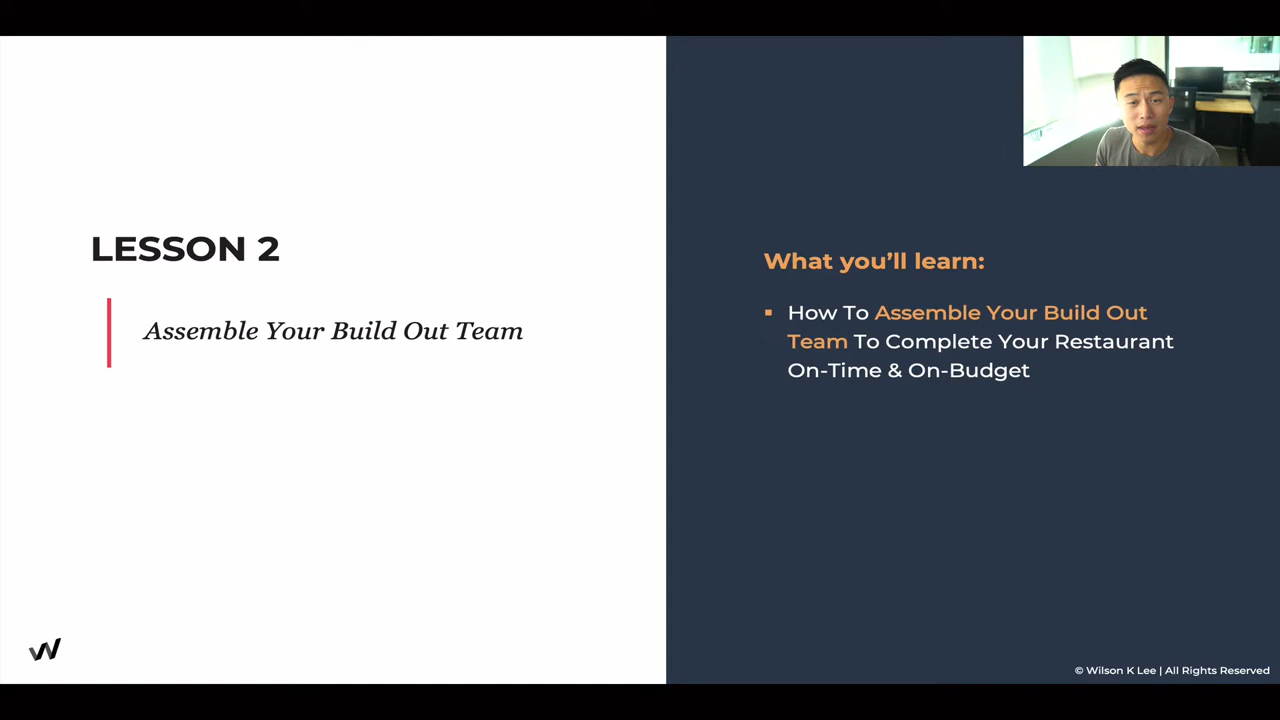 LESSON 2
Assemble Your Build Out Team
What you’ll learn:
▪ How To Assemble Your Build Out
Team To Complete Your Restaurant
On-Time & On-Budget
© Wilson K Lee | All Rights Reserved